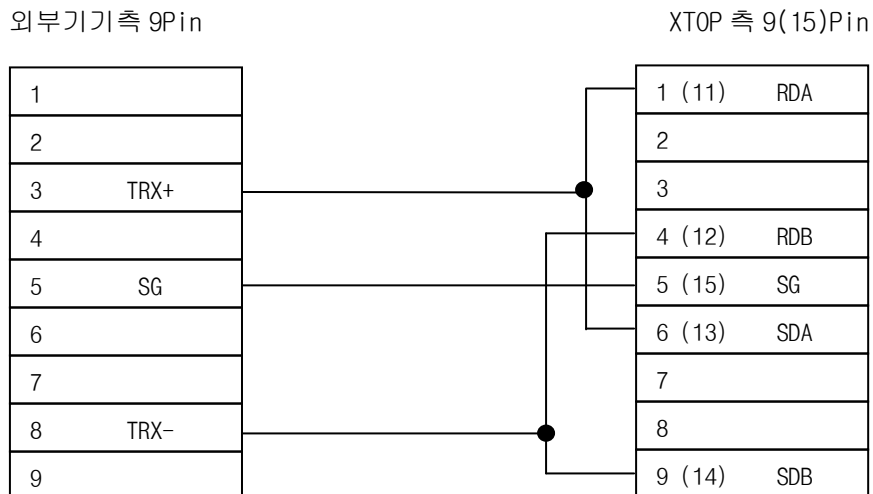 외부기기측 9Pin
XTOP 측 9(15)Pin
1
2
3 TRX+
4
5 SG
6
7
8 TRX-
9
1 (11) RDA
2
3
4 (12) RDB
5 (15) SG
6 (13) SDA
7
8
9 (14) SDB